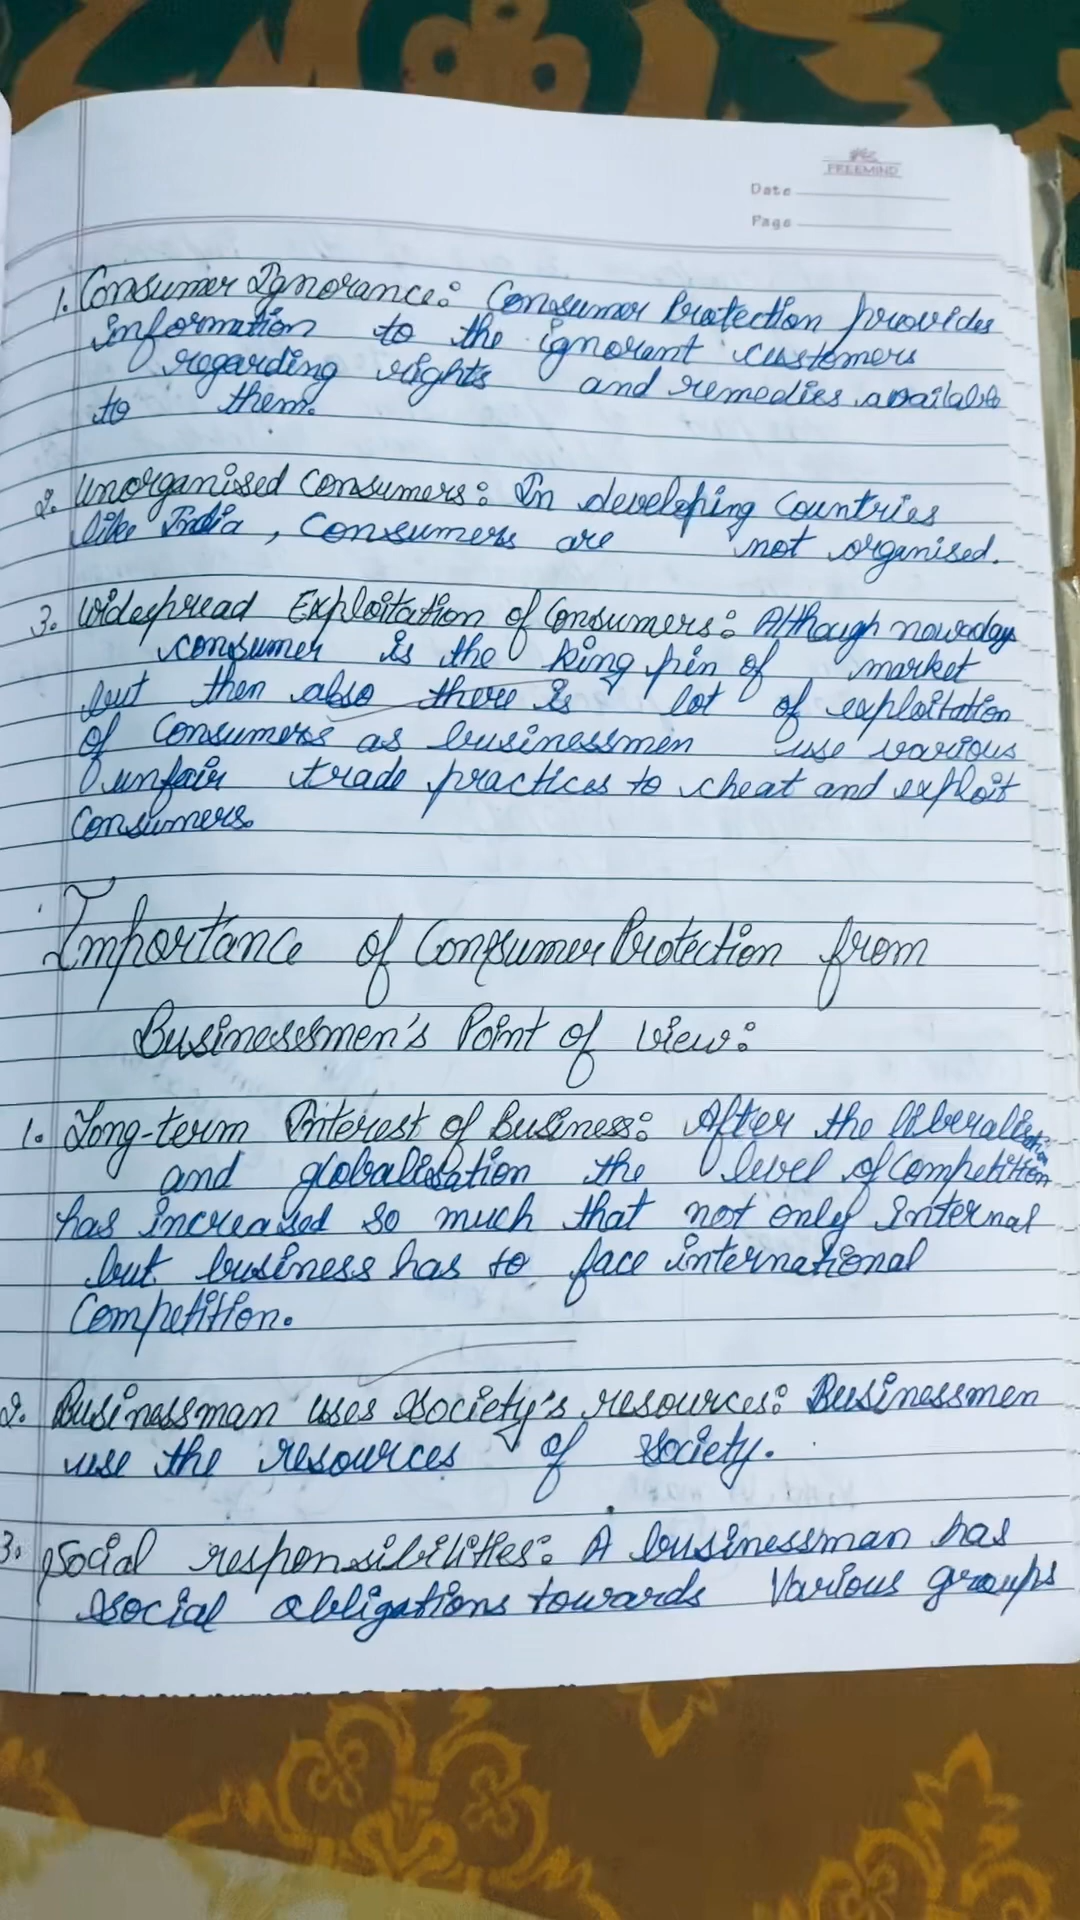 FREEMIND
Date
Page
1. Consumer Ignorance: Consumer Protection provides
information to the ignorant customers
regarding rights and remedies available
to them.
2. Unorganised Consumers: In developing Countries
like India, Consumers are not organised.
3. Widespread Exploitation of Consumers: Although nowaday
consumer is the king pin of market
but then also there is lot of exploitation
of Consumers as businessmen use various
unfair trade practices to cheat and exploit
Consumers.
Importance of Consumer Protection from
Businessmen's Point of View:
1. Long-term Interest of Business: After the liberalisation
and globalisation the level of Competition
has increased so much that not only internal
but business has to face international
Competition.
2. Businessman uses Society's resources: Businessmen
use the resources of Society.
3. Social responsibilities: A businessman has
social obligations towards Various groups